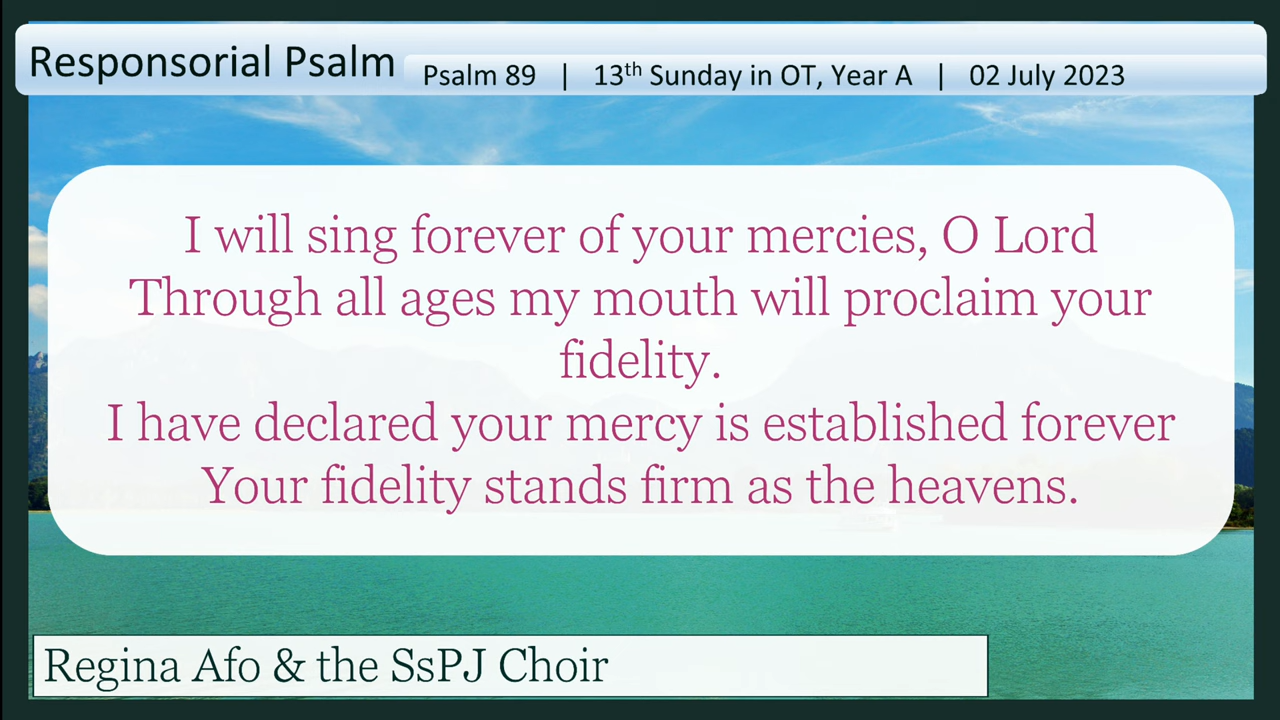 Responsorial Psalm Psalm 89 | 13th Sunday in OT, Year A | 02 July 2023
I will sing forever of your mercies, O Lord
Through all ages my mouth will proclaim your
fidelity.
I have declared your mercy is established forever
Your fidelity stands firm as the heavens.
Regina Afo & the SsPJ Choir